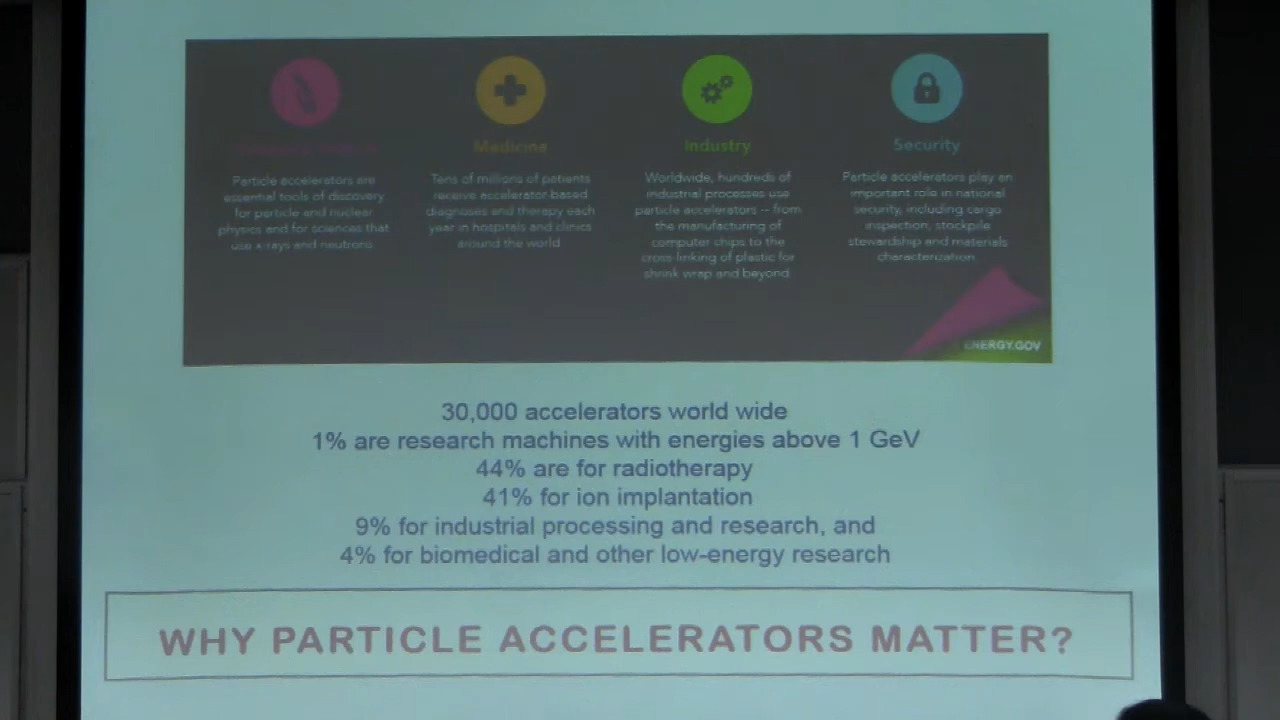 Medicine
Industry
Security
Particle accelerators are
essential tools of discovery
for particle and nuclear
physics and for sciences that
use x-rays and neutrons.
Tens of millions of patients
receive accelerator-based
diagnoses and therapy each
year in hospitals and clinics
around the world
Worldwide, hundreds of
industrial processes use
particle accelerators – from
the manufacturing of
computer chips to the
cross-linking of plastic for
shrink wrap and beyond.
Particle accelerators play an
important role in national
security, including cargo
inspection, stockpile
stewardship and materials
characterization.
ENERGY.GOV
30,000 accelerators world wide
1% are research machines with energies above 1 GeV
44% are for radiotherapy
41% for ion implantation
9% for industrial processing and research, and
4% for biomedical and other low-energy research
WHY PARTICLE ACCELERATORS MATTER?